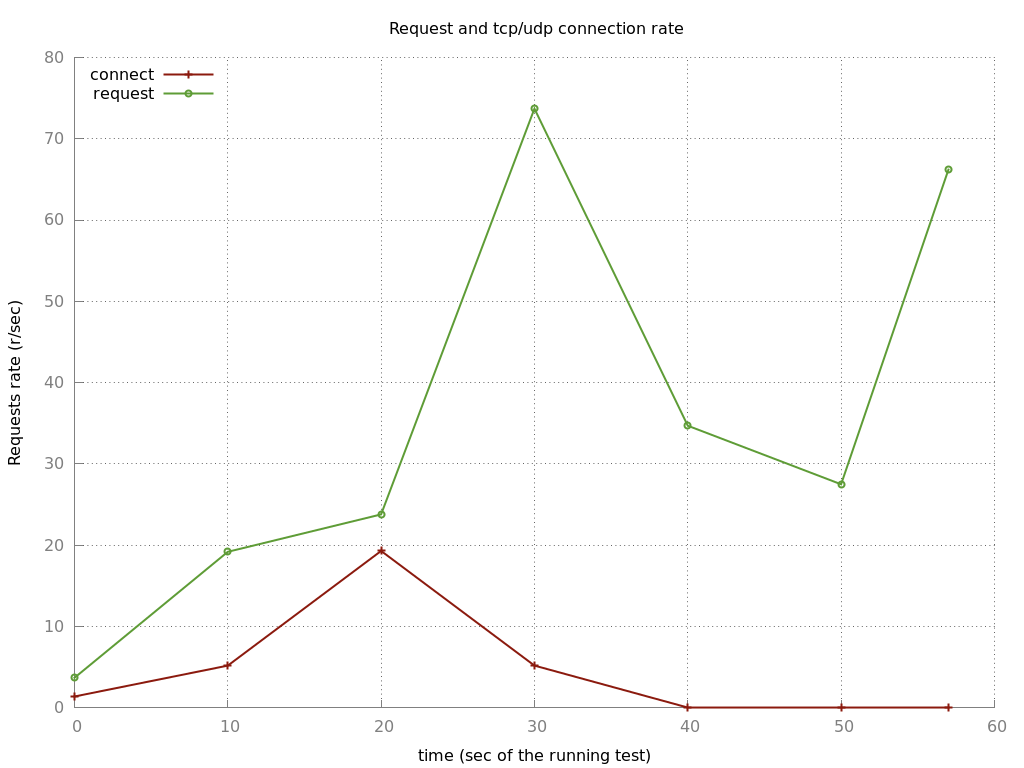 Request and tcp/udp connection rate
80
70
60
50
40
30
20
10
0
connect
request
Requests rate (r/sec)
0 10 20 30 40 50 60
time (sec of the running test)